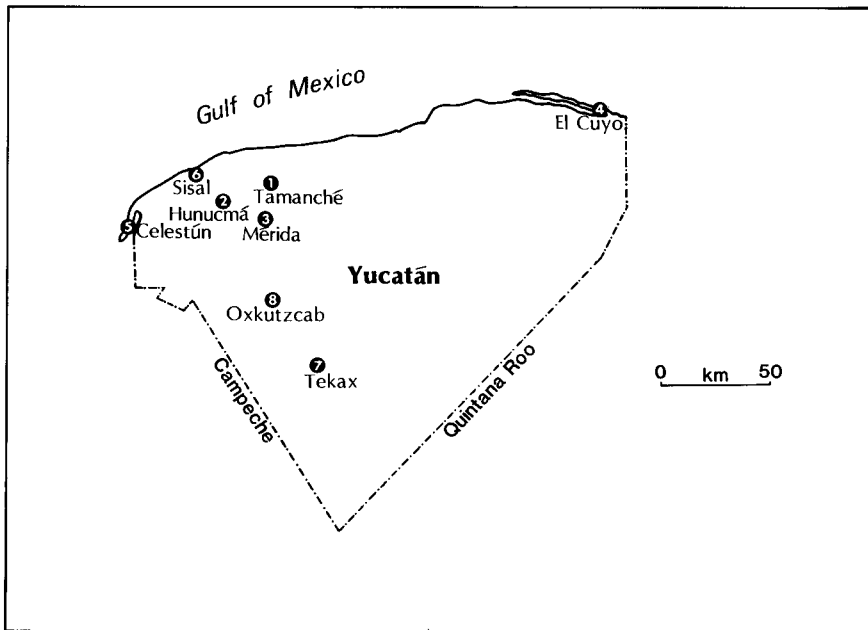 Gulf of Mexico
4
El Cuyo
6
Sisal
1
Tamanché
2
Hunucmá
3
Mérida
5
Celestún
Yucatán
8
Oxkutzcab
7
Tekax
Campeche
Quintana Roo
0 km 50